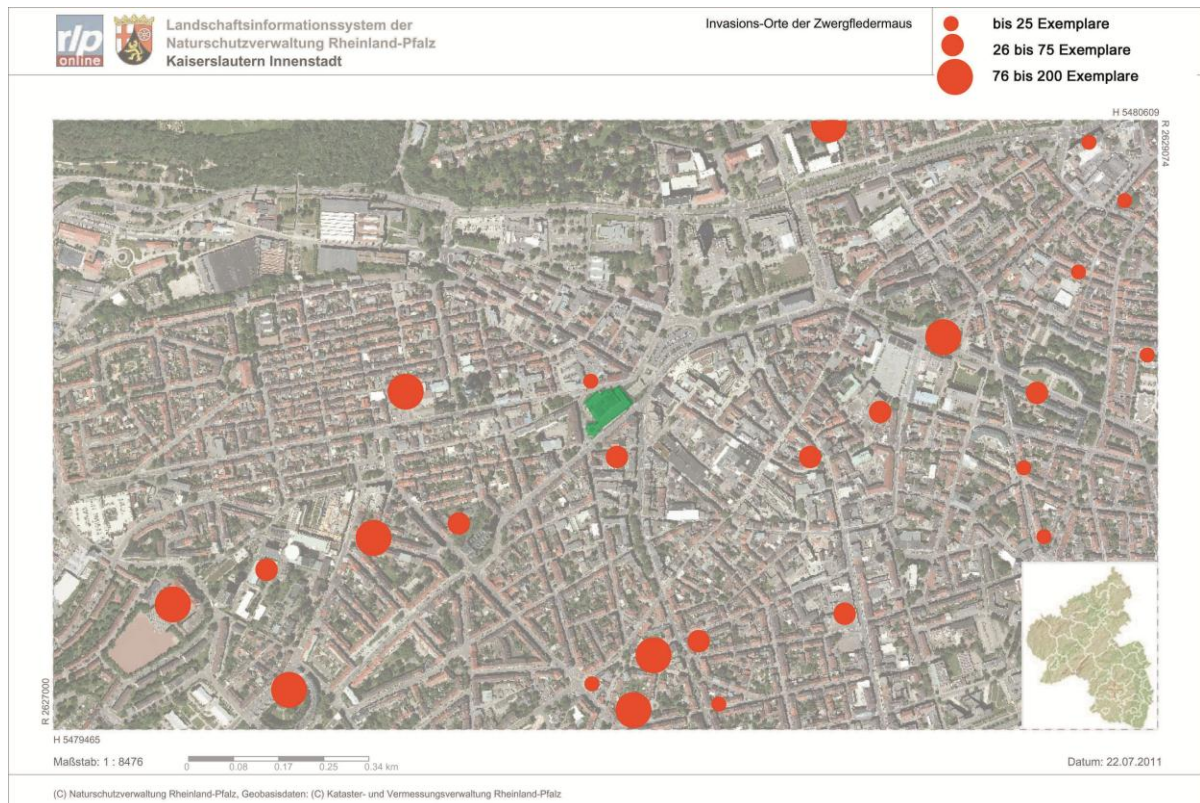 rlp
online
Landschaftsinformationssystem der
Naturschutzverwaltung Rheinland-Pfalz
Kaiserslautern Innenstadt
Invasions-Orte der Zwergfledermaus
bis 25 Exemplare
26 bis 75 Exemplare
76 bis 200 Exemplare
H 5480609
R 2629074
R 2627000
H 5479465
Maßstab: 1 : 8476
0 0.08 0.17 0.25 0.34 km
Datum: 22.07.2011
(C) Naturschutzverwaltung Rheinland-Pfalz, Geobasisdaten: (C) Kataster- und Vermessungsverwaltung Rheinland-Pfalz